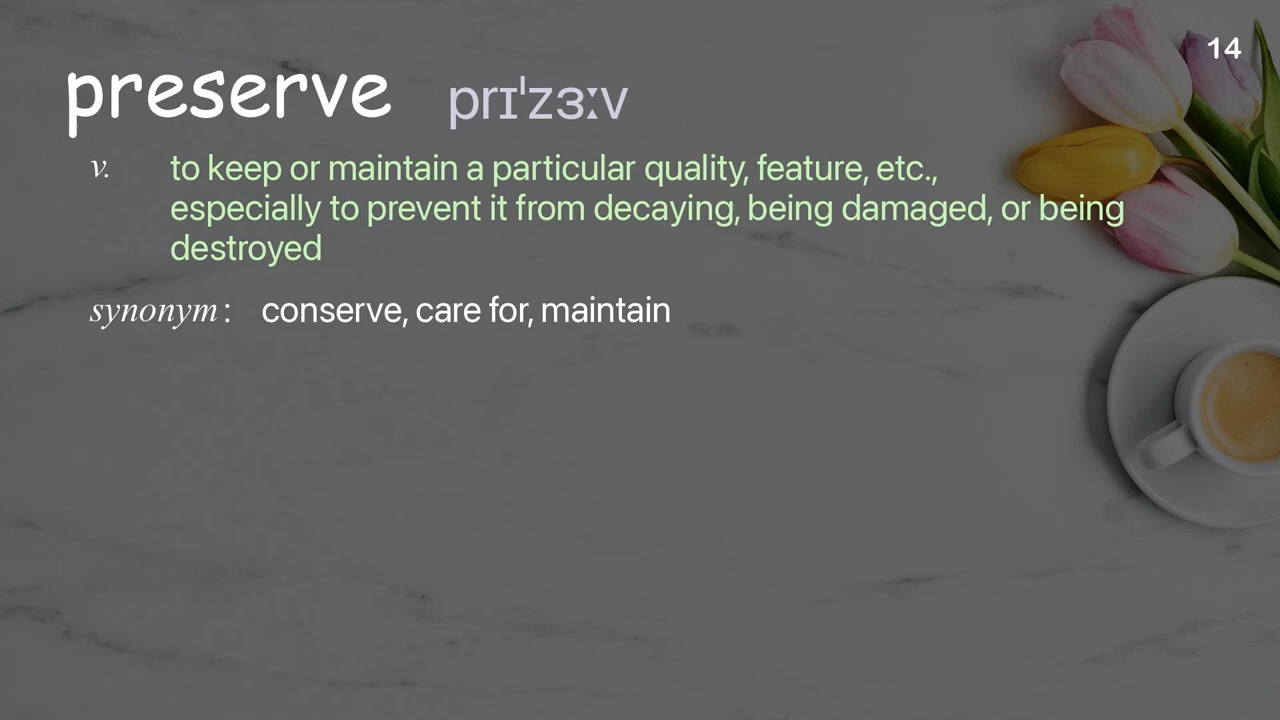 14
preserve prɪˈzɜːv
v. to keep or maintain a particular quality, feature, etc.,
especially to prevent it from decaying, being damaged, or being
destroyed
synonym: conserve, care for, maintain